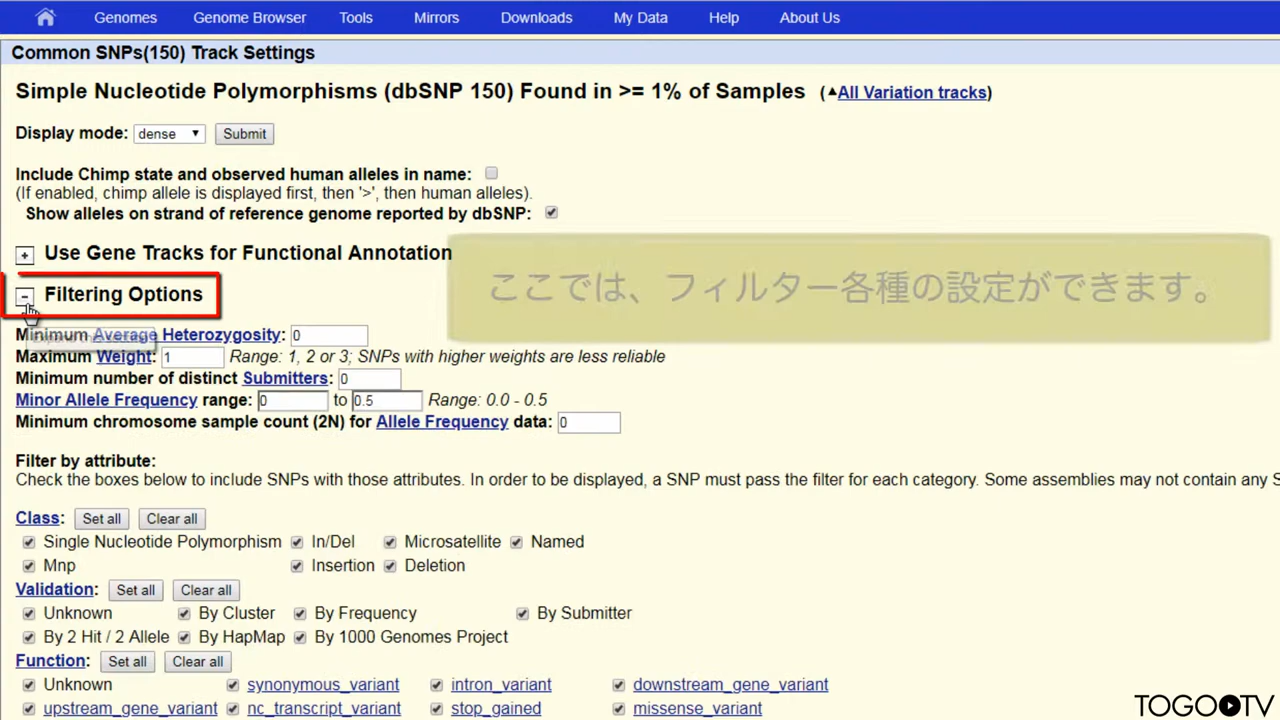 Genomes Genome Browser Tools Mirrors Downloads My Data Help About Us
Common SNPs(150) Track Settings
Simple Nucleotide Polymorphisms (dbSNP 150) Found in >= 1% of Samples (▲All Variation tracks)
Display mode: dense ▼ Submit
Include Chimp state and observed human alleles in name:
(If enabled, chimp allele is displayed first, then '>', then human alleles).
Show alleles on strand of reference genome reported by dbSNP:
+ Use Gene Tracks for Functional Annotation
ここでは、フィルター各種の設定ができます。
- Filtering Options
Minimum Average Heterozygosity: 0
Maximum Weight: 1 Range: 1, 2 or 3; SNPs with higher weights are less reliable
Minimum number of distinct Submitters: 0
Minor Allele Frequency range: 0 to 0.5 Range: 0.0 - 0.5
Minimum chromosome sample count (2N) for Allele Frequency data: 0
Filter by attribute:
Check the boxes below to include SNPs with those attributes. In order to be displayed, a SNP must pass the filter for each category. Some assemblies may not contain any S
Class: Set all Clear all
Single Nucleotide Polymorphism In/Del Microsatellite Named
Mnp Insertion Deletion
Validation: Set all Clear all
Unknown By Cluster By Frequency By Submitter
By 2 Hit / 2 Allele By HapMap By 1000 Genomes Project
Function: Set all Clear all
Unknown synonymous_variant intron_variant downstream_gene_variant
upstream_gene_variant nc_transcript_variant stop_gained missense_variant
TOGOTV